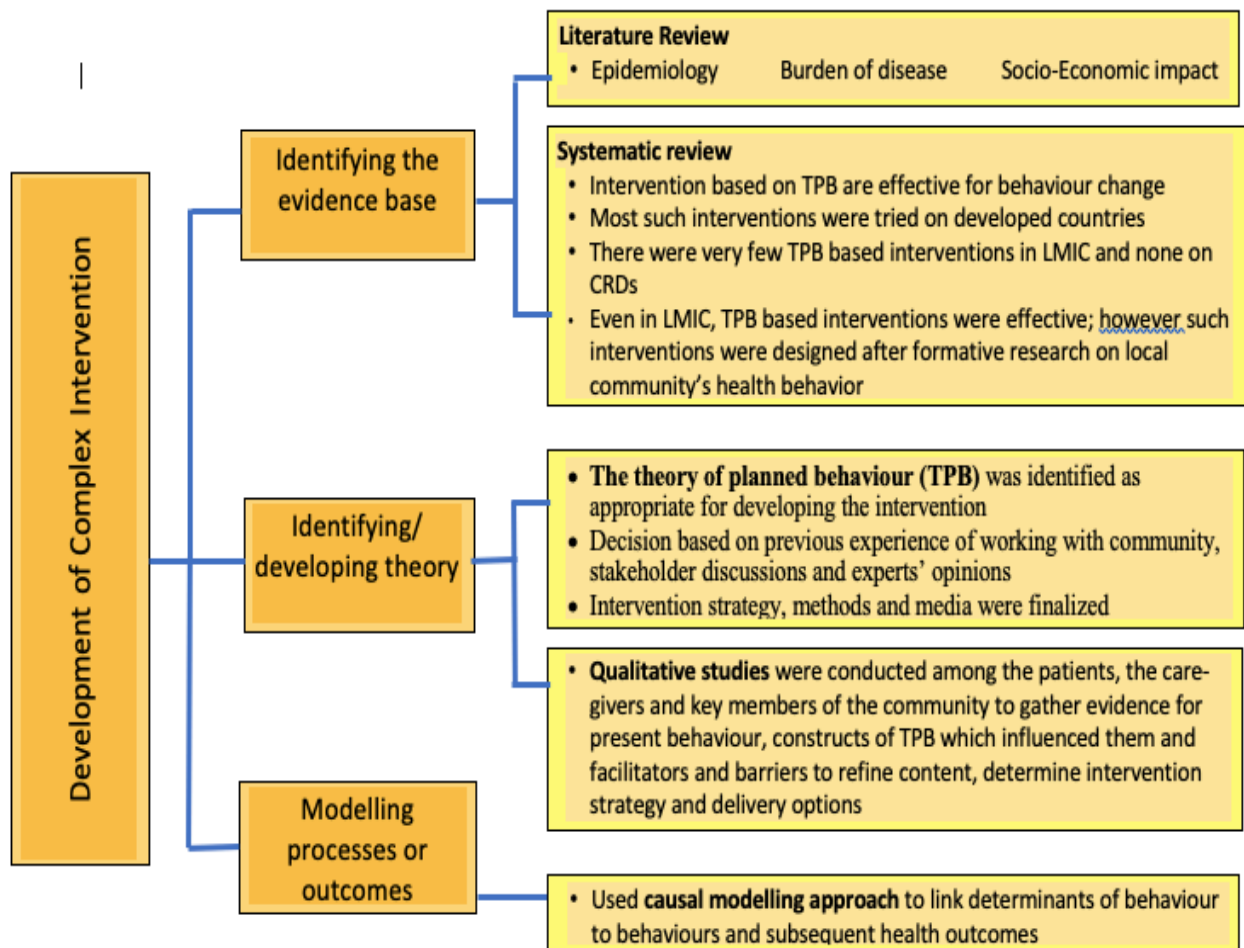 Development of Complex Intervention
Identifying the
evidence base
Literature Review
• Epidemiology Burden of disease Socio-Economic impact
Systematic review
• Intervention based on TPB are effective for behaviour change
• Most such interventions were tried on developed countries
• There were very few TPB based interventions in LMIC and none on
CRDs
• Even in LMIC, TPB based interventions were effective; however such
interventions were designed after formative research on local
community's health behavior
Identifying/
developing theory
• The theory of planned behaviour (TPB) was identified as
appropriate for developing the intervention
• Decision based on previous experience of working with community,
stakeholder discussions and experts' opinions
• Intervention strategy, methods and media were finalized
• Qualitative studies were conducted among the patients, the care-
givers and key members of the community to gather evidence for
present behaviour, constructs of TPB which influenced them and
facilitators and barriers to refine content, determine intervention
strategy and delivery options
Modelling
processes or
outcomes
• Used causal modelling approach to link determinants of behaviour
to behaviours and subsequent health outcomes